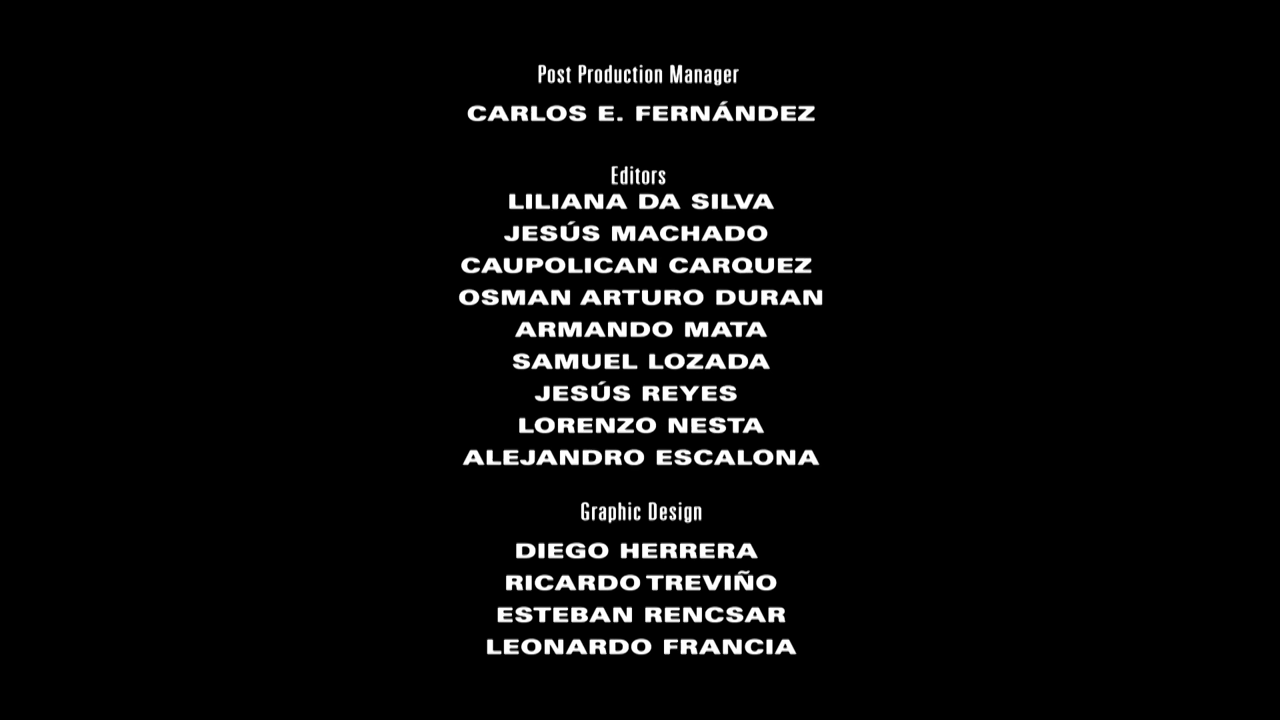 Post Production Manager
CARLOS E. FERNÁNDEZ
Editors
LILIANA DA SILVA
JESÚS MACHADO
CAUPOLICAN CARQUEZ
OSMAN ARTURO DURAN
ARMANDO MATA
SAMUEL LOZADA
JESÚS REYES
LORENZO NESTA
ALEJANDRO ESCALONA
Graphic Design
DIEGO HERRERA
RICARDO TREVIÑO
ESTEBAN RENCSAR
LEONARDO FRANCIA